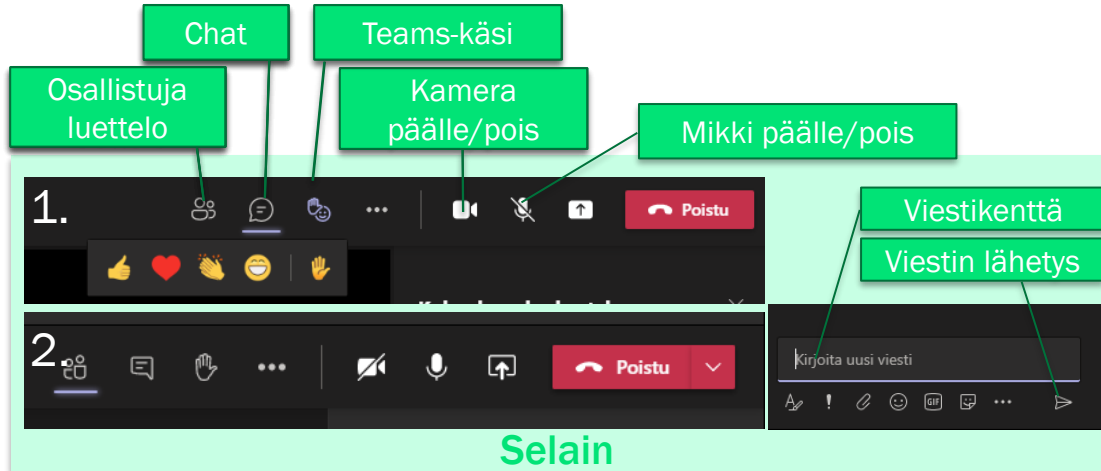 Chat
Teams-käsi
Osallistuja
luettelo
Kamera
päälle/pois
Mikki päälle/pois
1.
Poistu
Viestikenttä
Viestin lähetys
2.
Poistu
Kirjoita uusi viesti
GIF
Selain